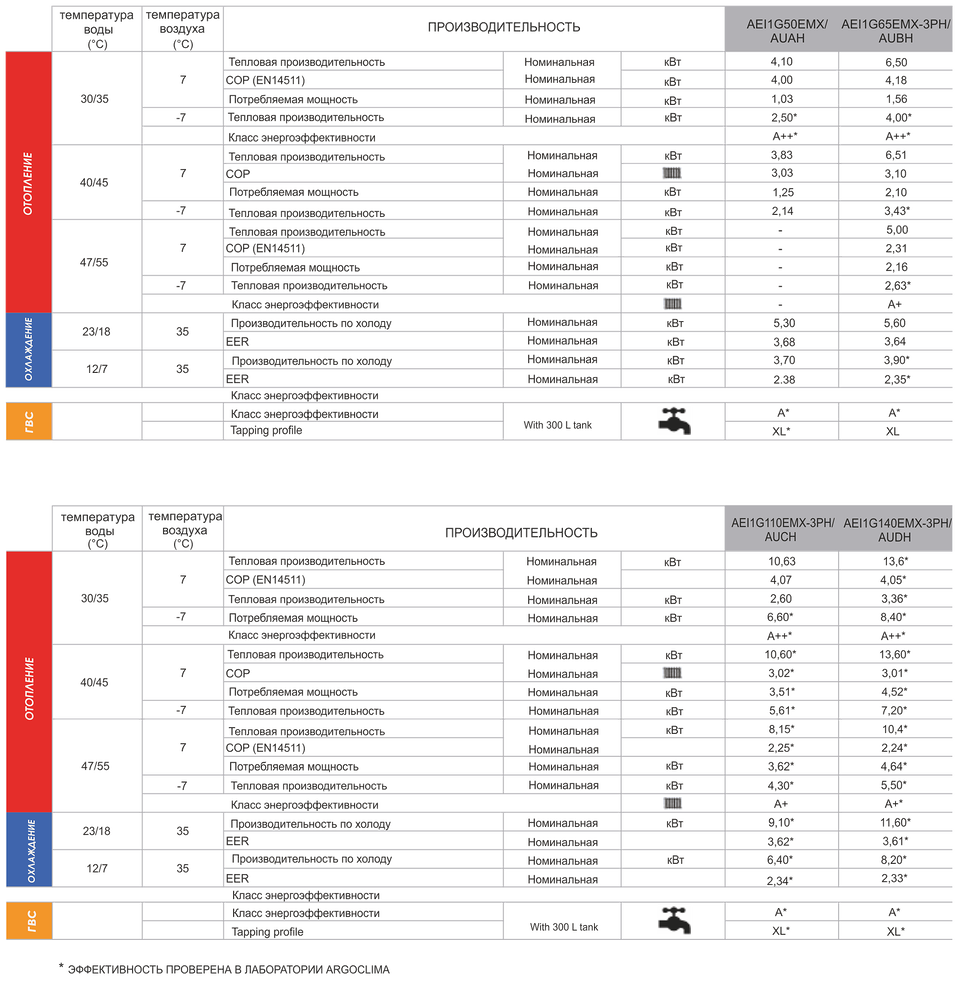 температура воды (°C) температура воздуха (°C) ПРОИЗВОДИТЕЛЬНОСТЬ AEI1G50EMX/ AUAH AEI1G65EMX-3PH/ AUBH
ОТОПЛЕНИЕ
30/35 7 Тепловая производительность Номинальная кВт 4,10 6,50
COP (EN14511) Номинальная кВт 4,00 4,18
Потребляемая мощность Номинальная кВт 1,03 1,56
-7 Тепловая производительность Номинальная кВт 2,50* 4,00*
Класс энергоэффективности A++* A++*
40/45 7 Тепловая производительность Номинальная кВт 3,83 6,51
COP Номинальная 3,03 3,10
Потребляемая мощность Номинальная кВт 1,25 2,10
-7 Тепловая производительность Номинальная кВт 2,14 3,43*
47/55 7 Тепловая производительность Номинальная кВт - 5,00
COP (EN14511) Номинальная кВт - 2,31
Потребляемая мощность Номинальная кВт - 2,16
-7 Тепловая производительность Номинальная кВт - 2,63*
Класс энергоэффективности - A+
ОХЛАЖДЕНИЕ
23/18 35 Производительность по холоду Номинальная кВт 5,30 5,60
EER Номинальная кВт 3,68 3,64
12/7 35 Производительность по холоду Номинальная кВт 3,70 3,90*
EER Номинальная кВт 2.38 2,35*
Класс энергоэффективности
ГВС
Класс энергоэффективности With 300 L tank A* A*
Tapping profile XL* XL
температура воды (°C) температура воздуха (°C) ПРОИЗВОДИТЕЛЬНОСТЬ AEI1G110EMX-3PH/ AUCH AEI1G140EMX-3PH/ AUDH
ОТОПЛЕНИЕ
30/35 7 Тепловая производительность Номинальная кВт 10,63 13,6*
COP (EN14511) Номинальная 4,07 4,05*
Тепловая производительность Номинальная кВт 2,60 3,36*
-7 Потребляемая мощность Номинальная кВт 6,60* 8,40*
Класс энергоэффективности A++* A++*
40/45 7 Тепловая производительность Номинальная кВт 10,60* 13,60*
COP Номинальная 3,02* 3,01*
Потребляемая мощность Номинальная кВт 3,51* 4,52*
-7 Тепловая производительность Номинальная кВт 5,61* 7,20*
47/55 7 Тепловая производительность Номинальная кВт 8,15* 10,4*
COP (EN14511) Номинальная 2,25* 2,24*
Потребляемая мощность Номинальная кВт 3,62* 4,64*
-7 Тепловая производительность Номинальная кВт 4,30* 5,50*
Класс энергоэффективности A+ A+*
ОХЛАЖДЕНИЕ
23/18 35 Производительность по холоду Номинальная кВт 9,10* 11,60*
EER Номинальная 3,62* 3,61*
12/7 35 Производительность по холоду Номинальная кВт 6,40* 8,20*
EER Номинальная 2,34* 2,33*
Класс энергоэффективности
ГВС
Класс энергоэффективности With 300 L tank A* A*
Tapping profile XL* XL*
* ЭФФЕКТИВНОСТЬ ПРОВЕРЕНА В ЛАБОРАТОРИИ ARGOCLIMA